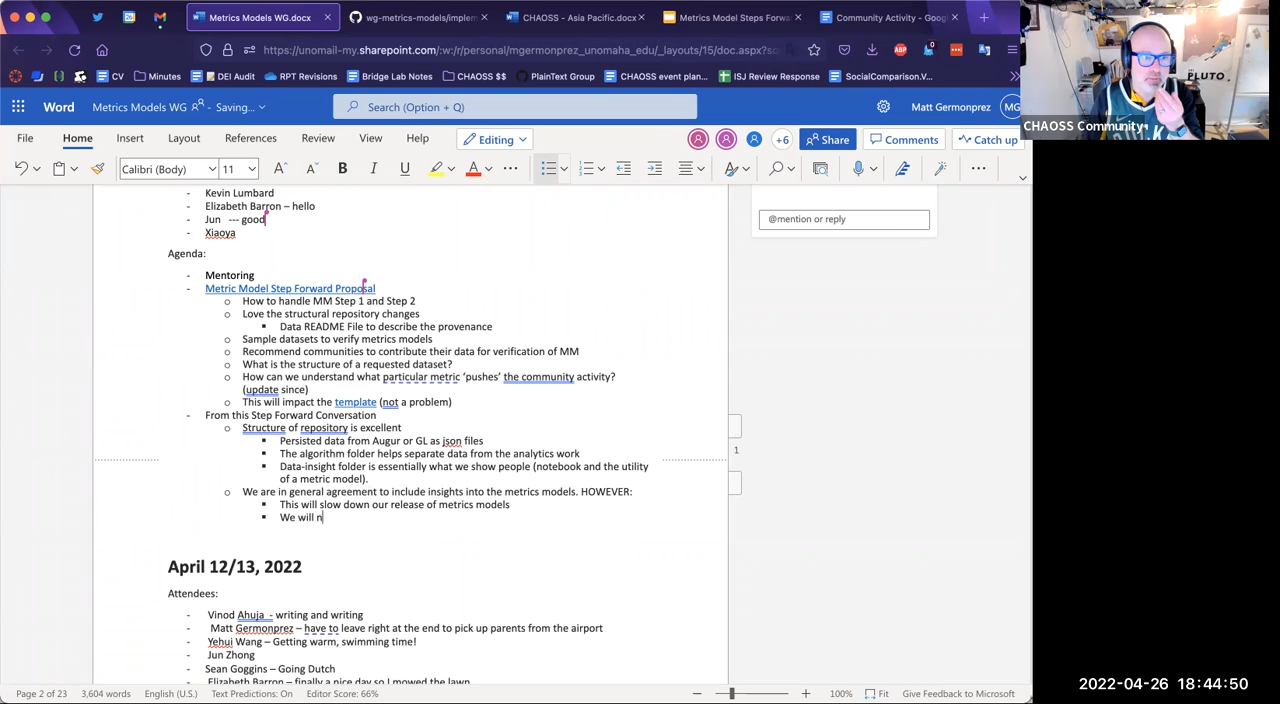 Metrics Models WG.docx
wg-metrics-models/implem
CHAOSS - Asia Pacific.docx
Metrics Model Steps Forwa
Community Activity - Goog
https://unomail-my.sharepoint.com/:w:/r/personal/mgermonprez_unomaha_edu/_layouts/15/doc.aspx?so
CV
Minutes
DEI Audit
RPT Revisions
Bridge Lab Notes
CHAOSS $$
PlainText Group
CHAOSS event plan...
ISJ Review Response
SocialComparison.V...
PLUTO
CHAOSS Community
Word
Metrics Models WG
- Saving...
Search (Option + Q)
Matt Germonprez
MG
File
Home
Insert
Layout
References
Review
View
Help
Editing
+6
Share
Comments
Catch up
Calibri (Body)
11
- Kevin Lumbard
- Elizabeth Barron – hello
- Jun --- good
- Xiaoya
@mention or reply
Agenda:
- Mentoring
- Metric Model Step Forward Proposal
o How to handle MM Step 1 and Step 2
o Love the structural repository changes
▪ Data README File to describe the provenance
o Sample datasets to verify metrics models
o Recommend communities to contribute their data for verification of MM
o What is the structure of a requested dataset?
o How can we understand what particular metric ‘pushes’ the community activity?
(update since)
o This will impact the template (not a problem)
- From this Step Forward Conversation
o Structure of repository is excellent
▪ Persisted data from Augur or GL as json files
▪ The algorithm folder helps separate data from the analytics work
▪ Data-insight folder is essentially what we show people (notebook and the utility
of a metric model).
o We are in general agreement to include insights into the metrics models. HOWEVER:
▪ This will slow down our release of metrics models
▪ We will n
1
April 12/13, 2022
Attendees:
- Vinod Ahuja - writing and writing
- Matt Germonprez – have to leave right at the end to pick up parents from the airport
- Yehui Wang – Getting warm, swimming time!
- Jun Zhong
- Sean Goggins – Going Dutch
- Elizabeth Barron – finally a nice day so I mowed the lawn
Page 2 of 23
3,604 words
English (U.S.)
Text Predictions: On
Editor Score: 66%
100%
Fit
Give Feedback to Microsoft
2022-04-26 18:44:50